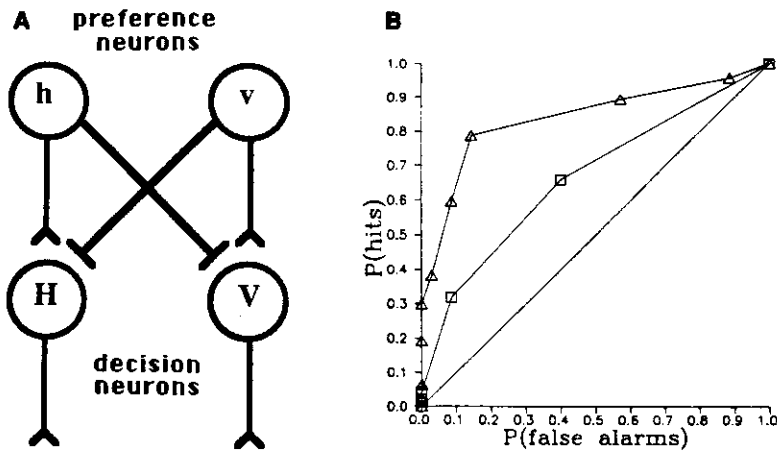 A
preference
neurons
h
v
H
V
decision
neurons
B
P(hits)
1.0
0.9
0.8
0.7
0.6
0.5
0.4
0.3
0.2
0.1
0.0
0.0 0.1 0.2 0.3 0.4 0.5 0.6 0.7 0.8 0.9 1.0
P(false alarms)